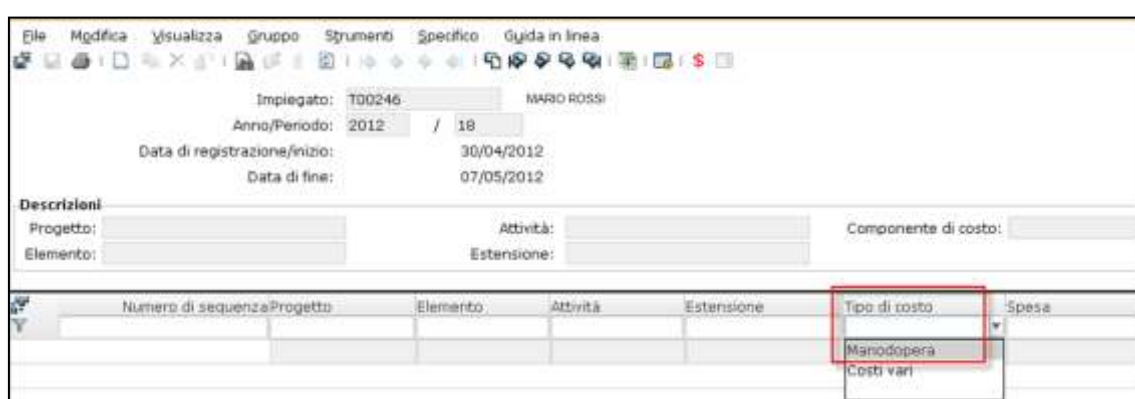 File Modifica Visualizza Gruppo Strumenti Specifico Guida in linea
Impiegato: T00246 MARIO ROSSI
Anno/Periodo: 2012 / 18
Data di registrazione/inizio: 30/04/2012
Data di fine: 07/05/2012
Descrizioni
Progetto: Attività: Componente di costo:
Elemento: Estensione:
Numero di sequenza Progetto Elemento Attività Estensione Tipo di costo Spesa
Manodopera
Costi vari